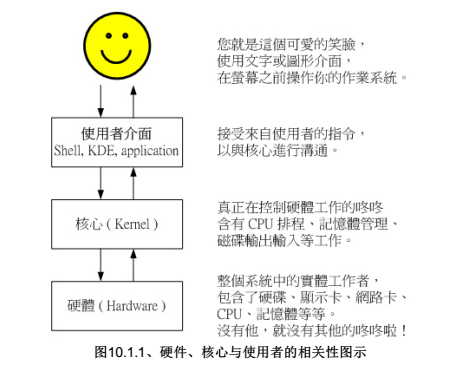 您就是這個可愛的笑臉，
使用文字或圖形介面，
在螢幕之前操作你的作業系統。
使用者介面
Shell, KDE, application
接受來自使用者的指令，
以與核心進行溝通。
核心 ( Kernel )
真正在控制硬體工作的咚咚
含有 CPU 排程、記憶體管理、
磁碟輸出輸入等工作。
硬體 ( Hardware )
整個系統中的實體工作者，
包含了硬碟、顯示卡、網路卡、
CPU、記憶體等等。
沒有他，就沒有其他的咚咚啦！
图10.1.1、硬件、核心与使用者的相关性图示